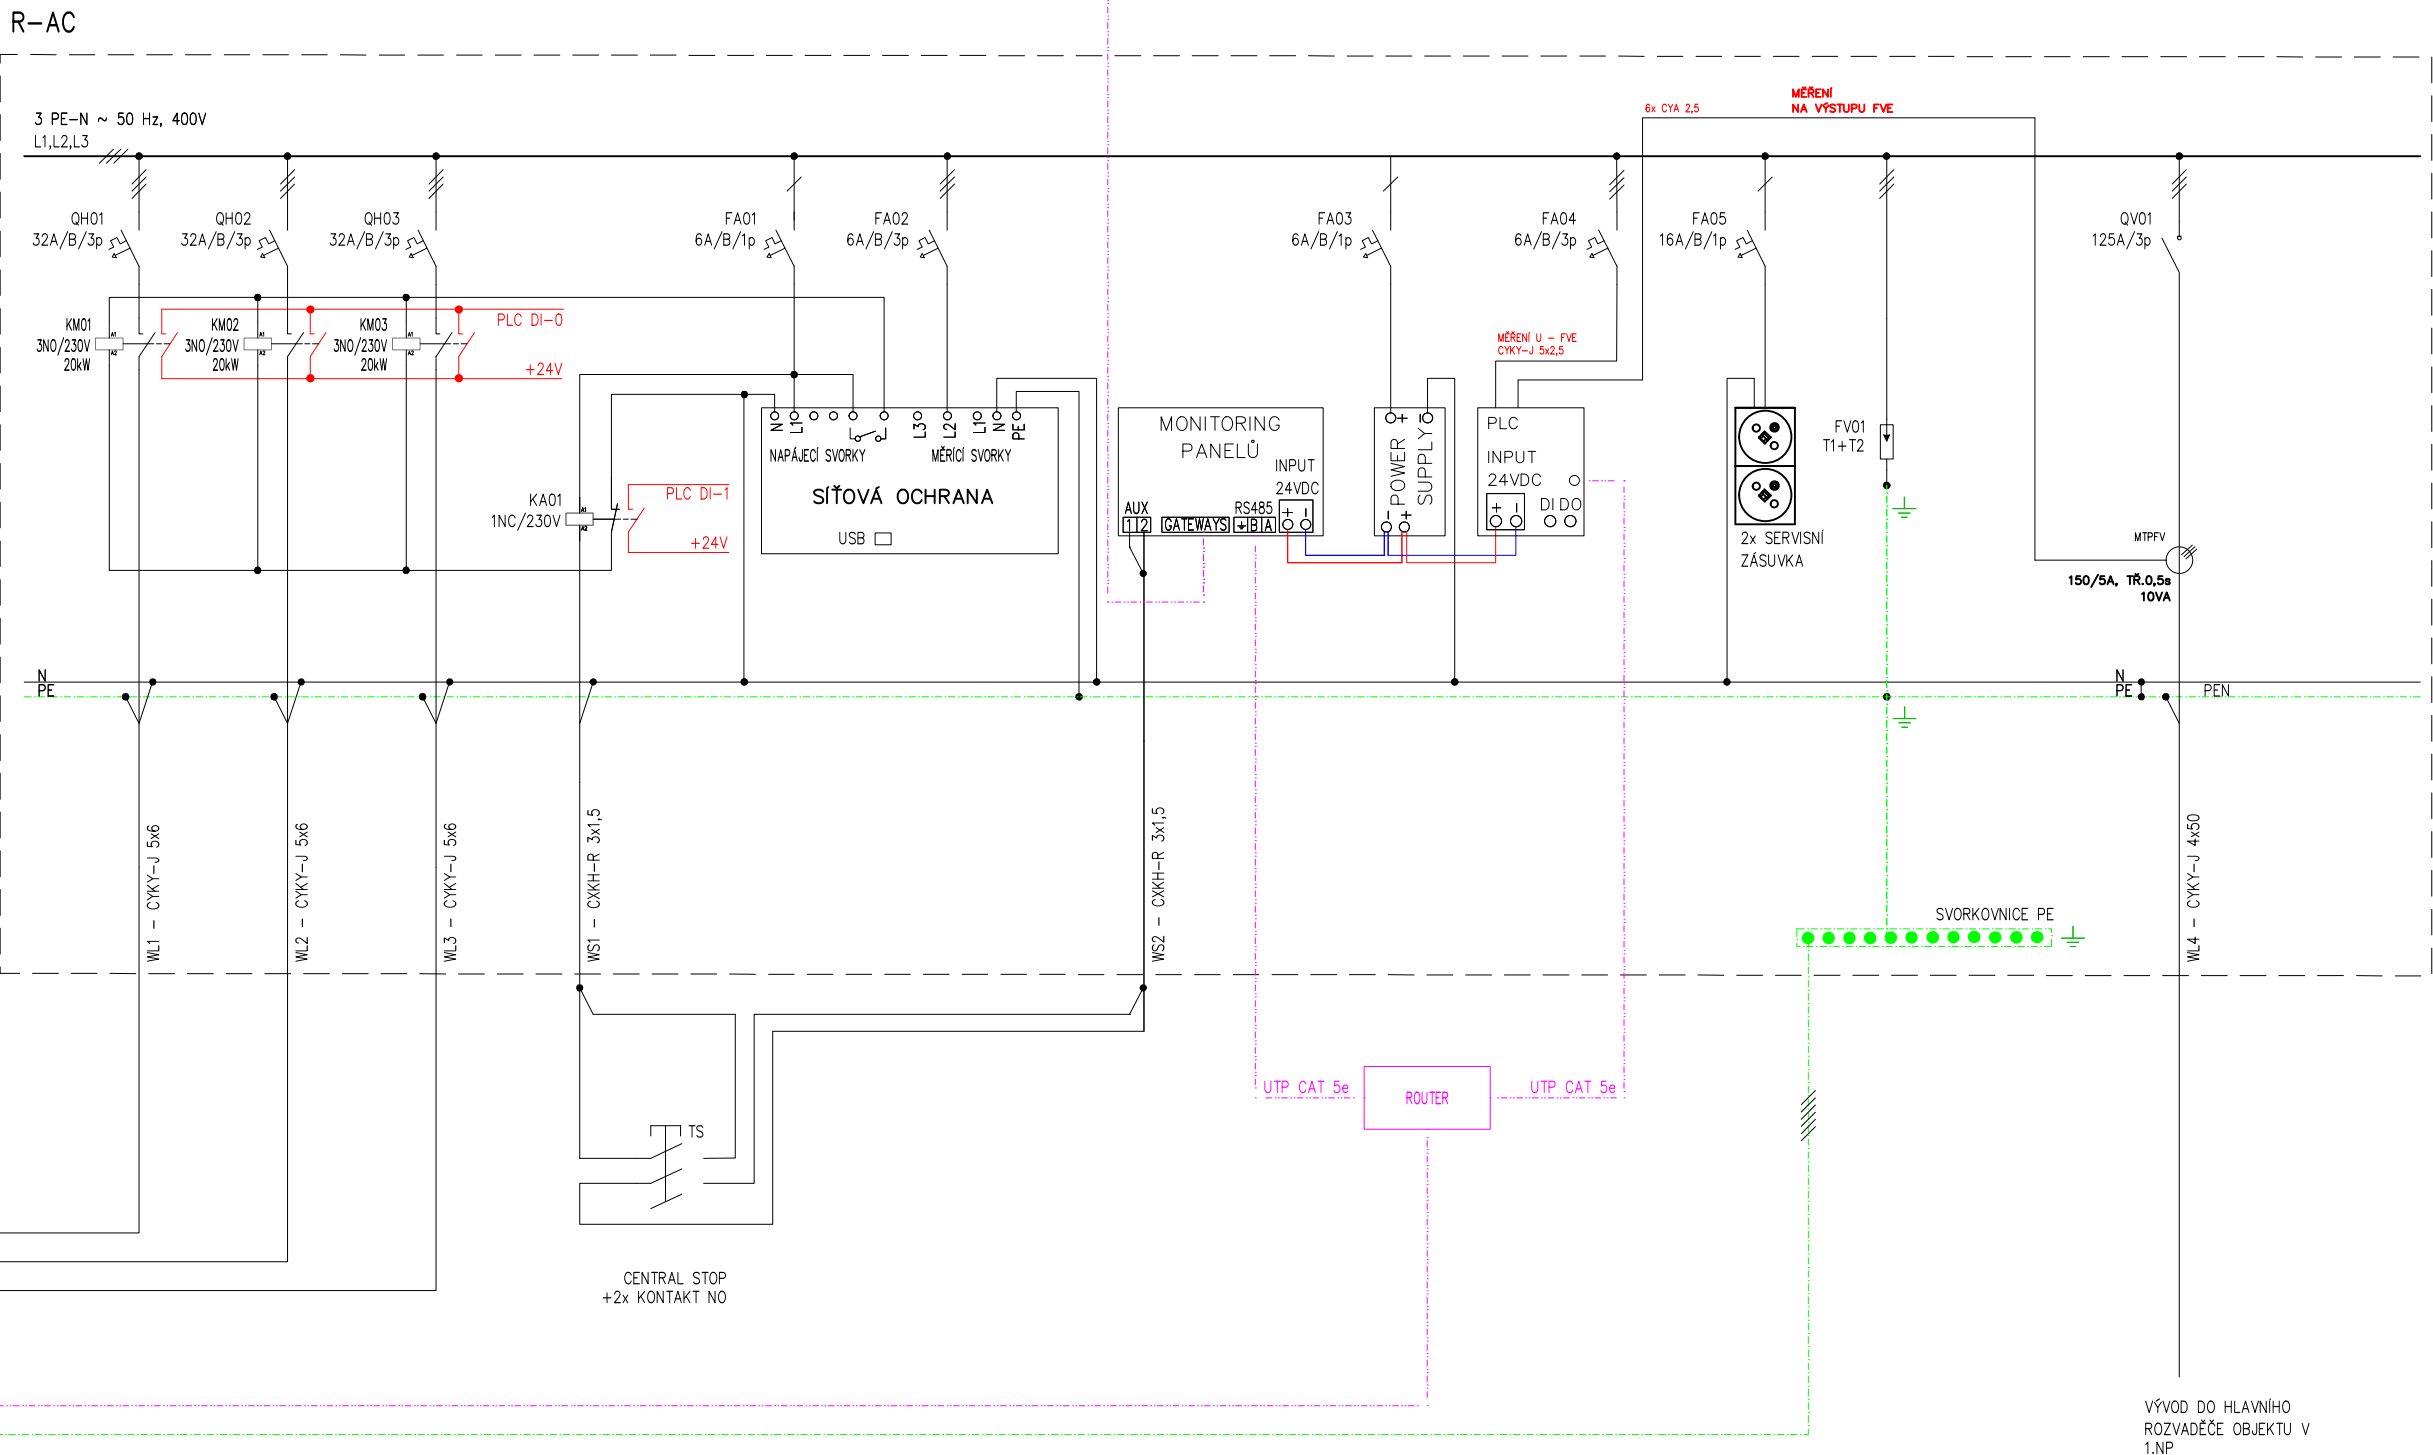 R-AC
3 PE-N ~ 50 Hz, 400V
L1,L2,L3
6x CYA 2,5
MĚŘENÍ
NA VÝSTUPU FVE
QH01
32A/B/3p
QH02
32A/B/3p
QH03
32A/B/3p
FA01
6A/B/1p
FA02
6A/B/3p
FA03
6A/B/1p
FA04
6A/B/3p
FA05
16A/B/1p
QV01
125A/3p
KM01
3NO/230V
20kW
A1
A2
KM02
3NO/230V
20kW
A1
A2
KM03
3NO/230V
20kW
A1
A2
PLC DI-0
+24V
MĚŘENÍ U - FVE
CYKY-J 5x2,5
N
L1
L3
L2
L1
N
PE
NAPÁJECÍ SVORKY
MĚŘÍCÍ SVORKY
SÍŤOVÁ OCHRANA
USB
KA01
1NC/230V
A1
A2
PLC DI-1
+24V
MONITORING
PANELŮ
INPUT
24VDC
+ -
AUX
1 2
GATEWAYS
RS485
B A
+ -
POWER
SUPPLY
- +
PLC
INPUT
24VDC
+ -
DI DO
2x SERVISNÍ
ZÁSUVKA
FV01
T1+T2
MTPFV
150/5A, TŘ.0,5s
10VA
N
PE
N
PE
PEN
WL1 - CYKY-J 5x6
WL2 - CYKY-J 5x6
WL3 - CYKY-J 5x6
WS1 - CXKH-R 3x1,5
WS2 - CXKH-R 3x1,5
WL4 - CYKY-J 4x50
SVORKOVNICE PE
UTP CAT 5e
ROUTER
UTP CAT 5e
TS
CENTRAL STOP
+2x KONTAKT NO
VÝVOD DO HLAVNÍHO
ROZVADĚČE OBJEKTU V
1.NP